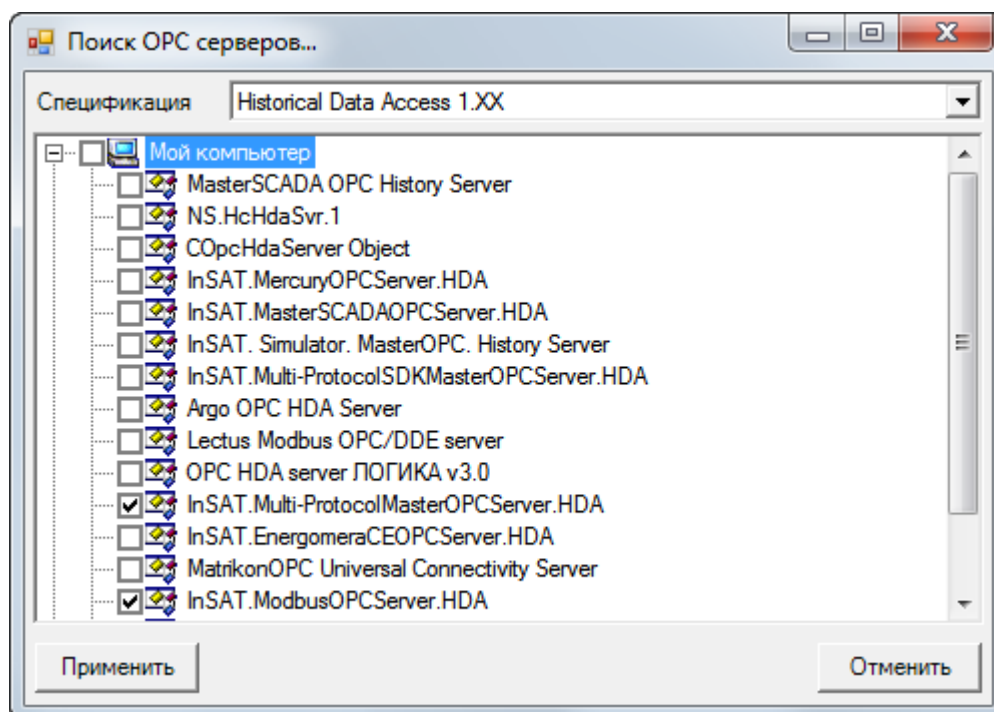 Поиск OPC серверов...
Спецификация Historical Data Access 1.XX
Мой компьютер
MasterSCADA OPC History Server
NS.HcHdaSvr.1
COpcHdaServer Object
InSAT.MercuryOPCServer.HDA
InSAT.MasterSCADAOPCServer.HDA
InSAT. Simulator. MasterOPC. History Server
InSAT.Multi-ProtocolSDKMasterOPCServer.HDA
Argo OPC HDA Server
Lectus Modbus OPC/DDE server
OPC HDA server ЛОГИКА v3.0
InSAT.Multi-ProtocolMasterOPCServer.HDA
InSAT.EnergomeraCEOPCServer.HDA
MatrikonOPC Universal Connectivity Server
InSAT.ModbusOPCServer.HDA
Применить Отменить